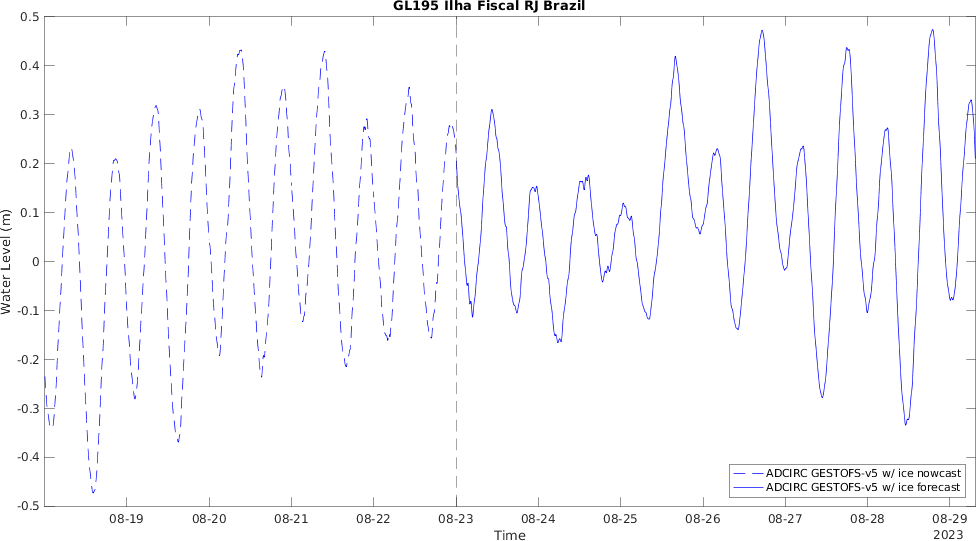 GL195 Ilha Fiscal RJ Brazil
0.5
0.4
0.3
0.2
0.1
0
-0.1
-0.2
-0.3
-0.4
-0.5
Water Level (m)
ADCIRC GESTOFS-v5 w/ ice nowcast
ADCIRC GESTOFS-v5 w/ ice forecast
08-19 08-20 08-21 08-22 08-23 08-24 08-25 08-26 08-27 08-28 08-29
2023
Time